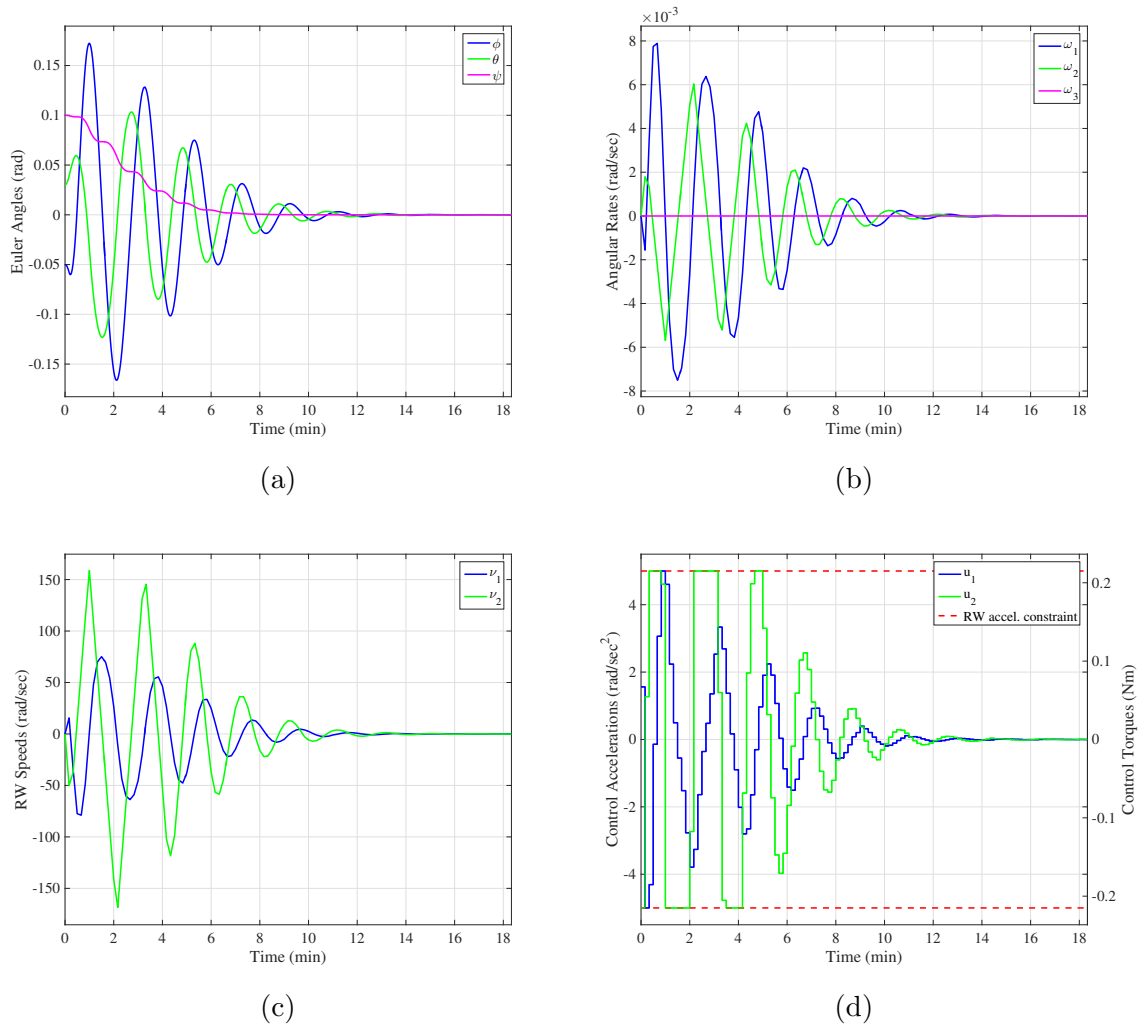 0.15
0.1
0.05
0
-0.05
-0.1
-0.15
Euler Angles (rad)
0 2 4 6 8 10 12 14 16 18
Time (min)
ϕ
θ
ψ
(a)
×10⁻³
8
6
4
2
0
-2
-4
-6
-8
Angular Rates (rad/sec)
0 2 4 6 8 10 12 14 16 18
Time (min)
ω₁
ω₂
ω₃
(b)
150
100
50
0
-50
-100
-150
RW Speeds (rad/sec)
0 2 4 6 8 10 12 14 16 18
Time (min)
ν₁
ν₂
(c)
4
2
0
-2
-4
Control Accelerations (rad/sec²)
0 2 4 6 8 10 12 14 16 18
Time (min)
u₁
u₂
RW accel. constraint
0.2
0.1
0
-0.1
-0.2
Control Torques (Nm)
(d)